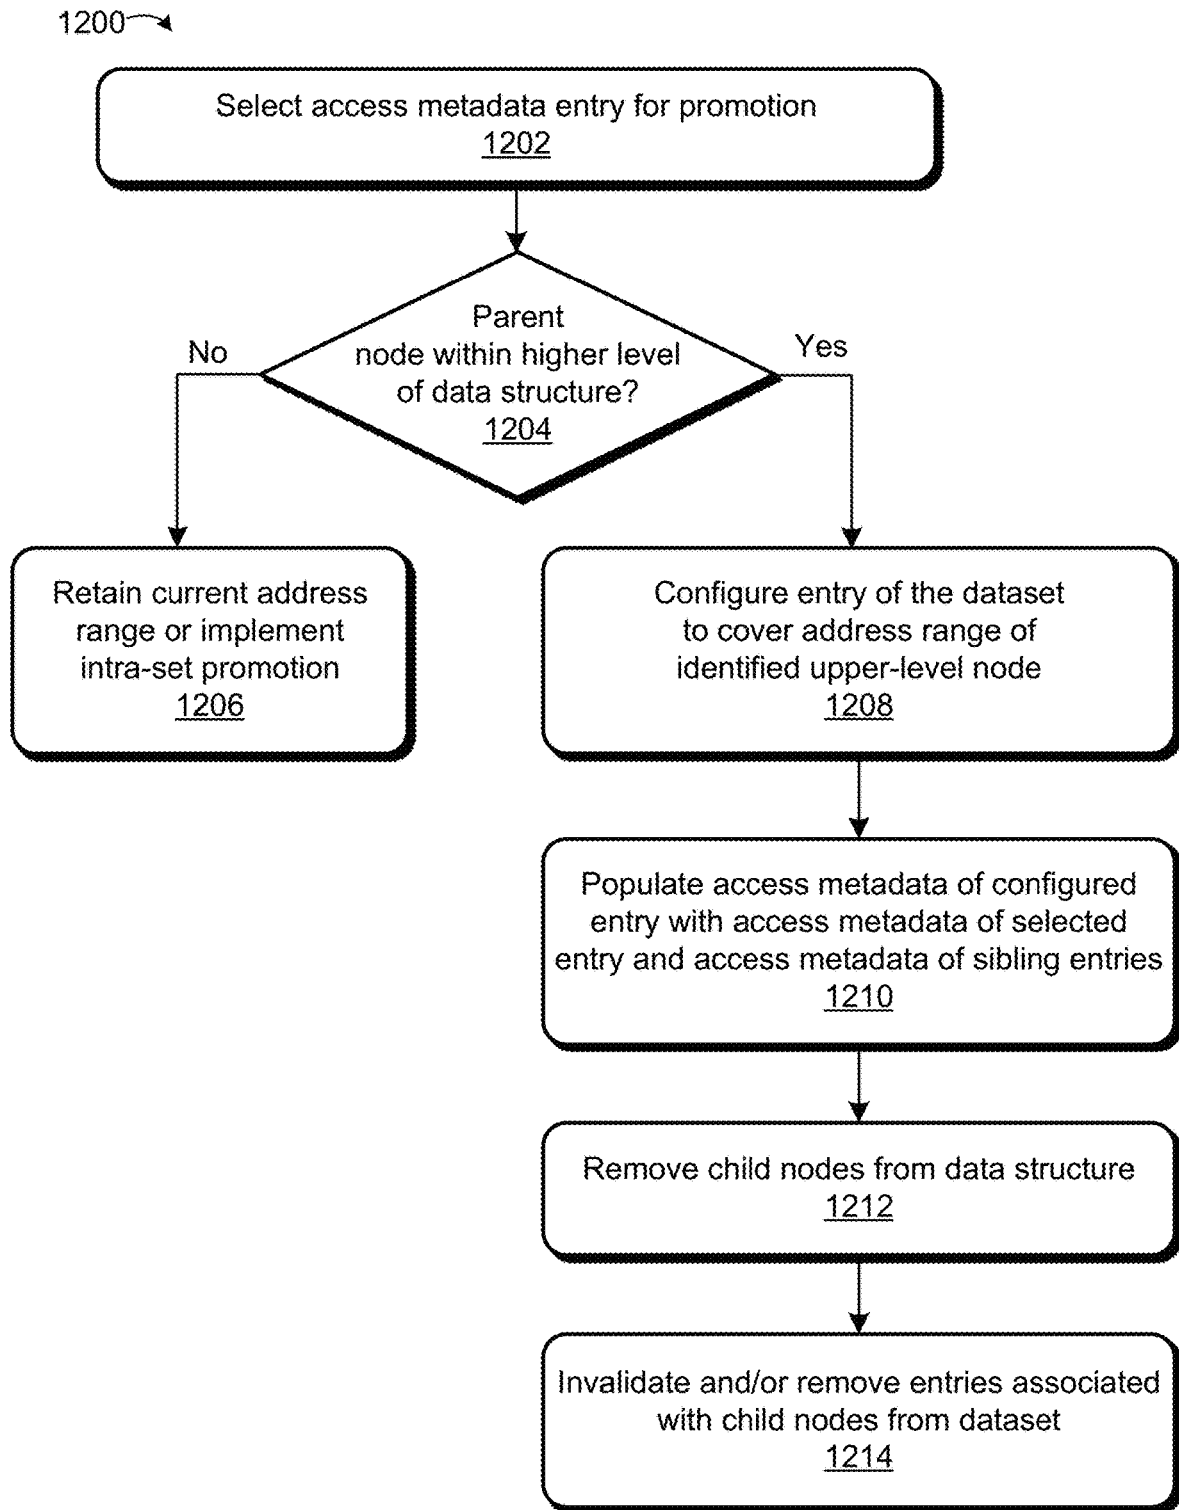 1200
Select access metadata entry for promotion
1202
Parent
node within higher level
of data structure?
1204
No
Yes
Retain current address
range or implement
intra-set promotion
1206
Configure entry of the dataset
to cover address range of
identified upper-level node
1208
Populate access metadata of configured
entry with access metadata of selected
entry and access metadata of sibling entries
1210
Remove child nodes from data structure
1212
Invalidate and/or remove entries associated
with child nodes from dataset
1214